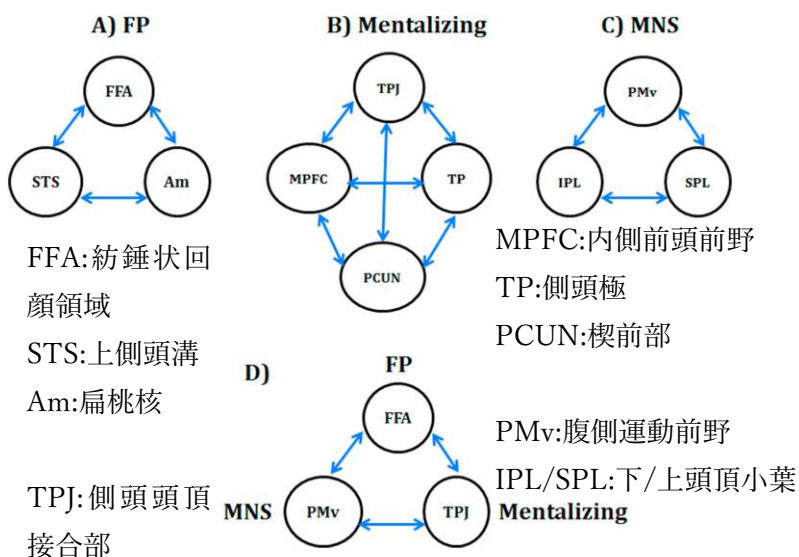 A) FP
B) Mentalizing
C) MNS
FFA
STS
Am
TPJ
MPFC
TP
PCUN
PMv
IPL
SPL
FFA:紡錘状回
顔領域
STS:上側頭溝
Am:扁桃核
TPJ:側頭頭頂
接合部
MPFC:内側前頭前野
TP:側頭極
PCUN:楔前部
PMv:腹側運動前野
IPL/SPL:下/上頭頂小葉
D)
FP
FFA
MNS
PMv
TPJ
Mentalizing